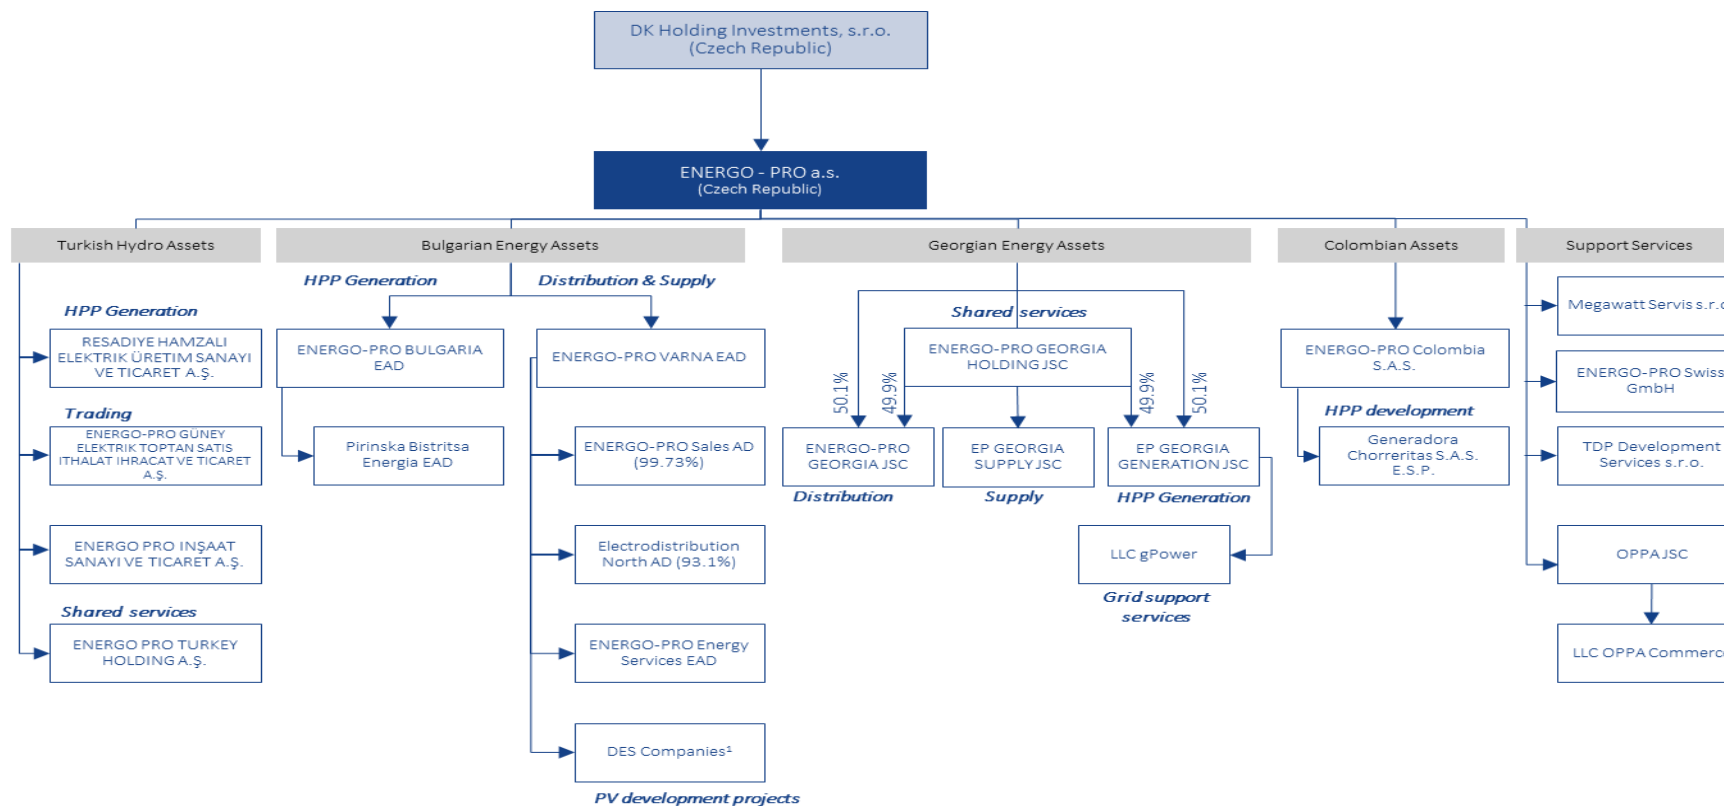 DK Holding Investments, s.r.o.
(Czech Republic)
ENERGO - PRO a.s.
(Czech Republic)
Turkish Hydro Assets
Bulgarian Energy Assets
Georgian Energy Assets
Colombian Assets
Support Services
HPP Generation
RESADIYE HAMZALI
ELEKTRIK ÜRETIM SANAYI
VE TICARET A.Ş.
Trading
ENERGO-PRO GÜNEY
ELEKTRIK TOPTAN SATIS
ITHALAT IHRACAT VE TICARET
A.Ş.
ENERGO PRO INŞAAT
SANAYI VE TICARET A.Ş.
Shared services
ENERGO PRO TURKEY
HOLDING A.Ş.
HPP Generation
ENERGO-PRO BULGARIA
EAD
Pirinska Bistritsa
Energia EAD
Distribution & Supply
ENERGO-PRO VARNA EAD
ENERGO-PRO Sales AD
(99.73%)
Electrodistribution
North AD (93.1%)
ENERGO-PRO Energy
Services EAD
DES Companies¹
PV development projects
Shared services
ENERGO-PRO GEORGIA
HOLDING JSC
50.1%
49.9%
49.9%
50.1%
ENERGO-PRO
GEORGIA JSC
Distribution
EP GEORGIA
SUPPLY JSC
Supply
EP GEORGIA
GENERATION JSC
HPP Generation
LLC gPower
Grid support
services
ENERGO-PRO Colombia
S.A.S.
HPP development
Generadora
Chorreritas S.A.S.
E.S.P.
Megawatt Servis s.r.o
ENERGO-PRO Swiss
GmbH
TDP Development
Services s.r.o.
OPPA JSC
LLC OPPA Commerce